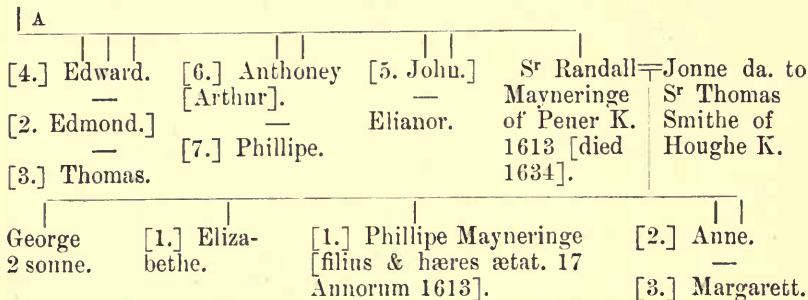 A
[4.] Edward.
—
[2. Edmond.]
—
[3.] Thomas.
[6.] Anthoney
[Arthur].
—
[7.] Phillipe.
[5. John.]
—
Elianor.
Sr Randall=Jonne da. to
Mayneringe Sr Thomas
of Pener K. Smithe of
1613 [died Houghe K.
1634].
George
2 sonne.
[1.] Eliza-
bethe.
[1.] Phillipe Mayneringe
[filius & hæres ætat. 17
Annorum 1613].
[2.] Anne.
—
[3.] Margarett.